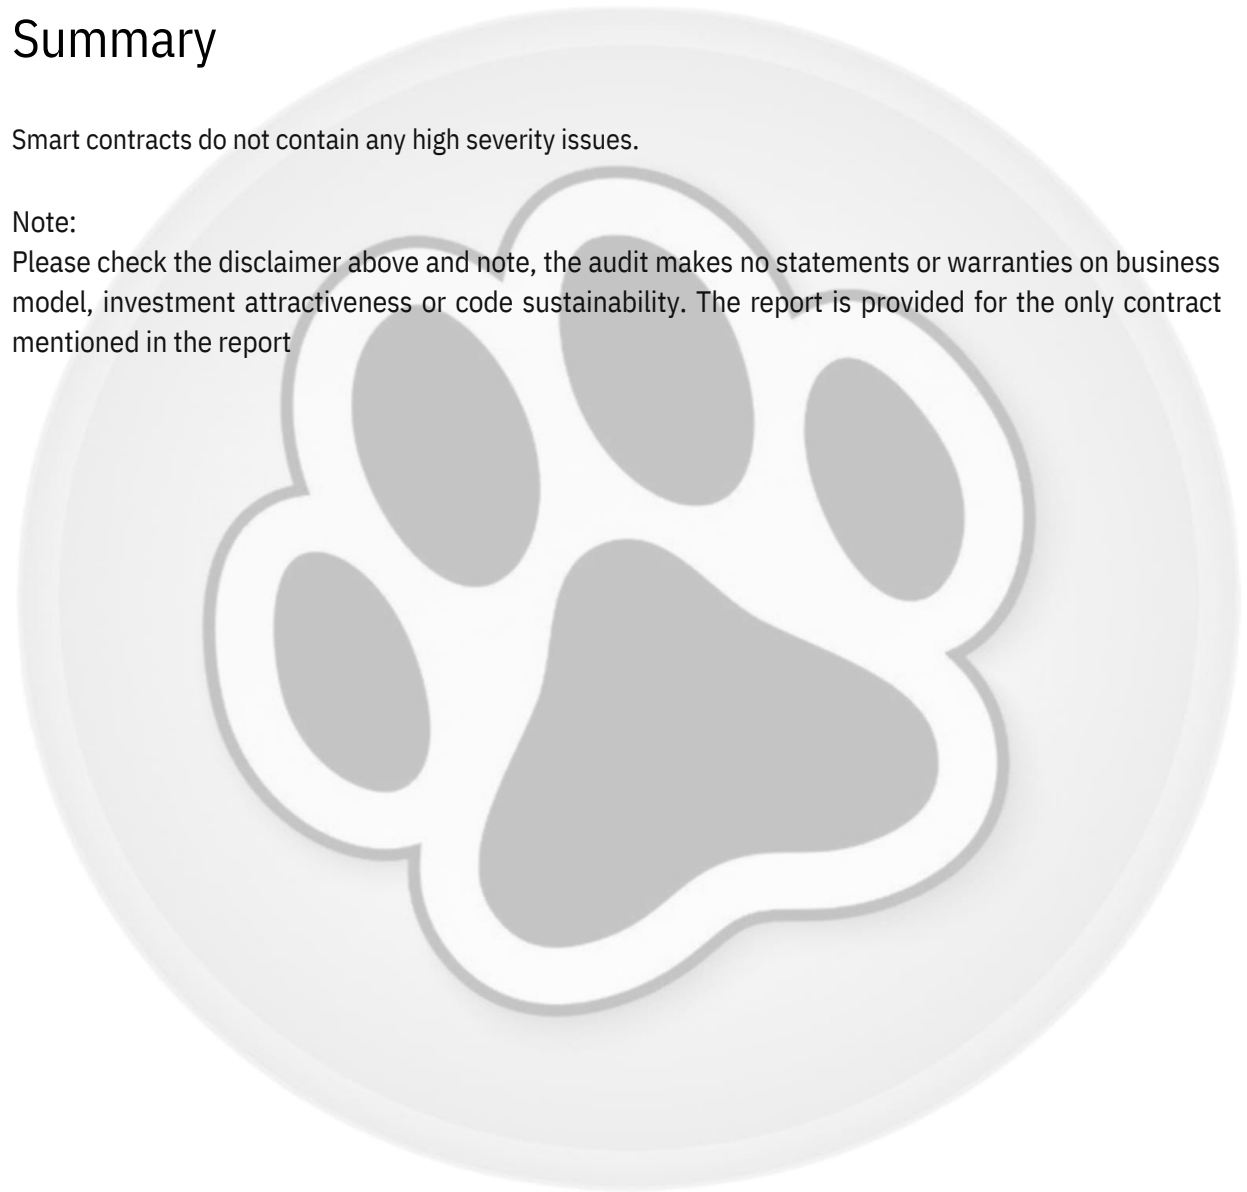 Summary
Smart contracts do not contain any high severity issues.
Note:
Please check the disclaimer above and note, the audit makes no statements or warranties on business
model, investment attractiveness or code sustainability. The report is provided for the only contract
mentioned in the report